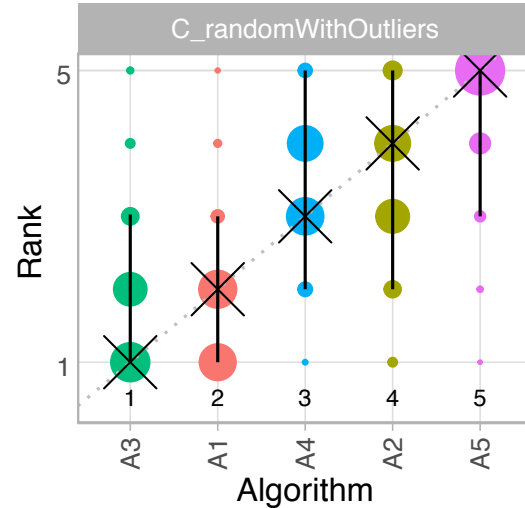 C_randomWithOutliers
5
Rank
1
1 2 3 4 5
A3 A1 A4 A2 A5
Algorithm